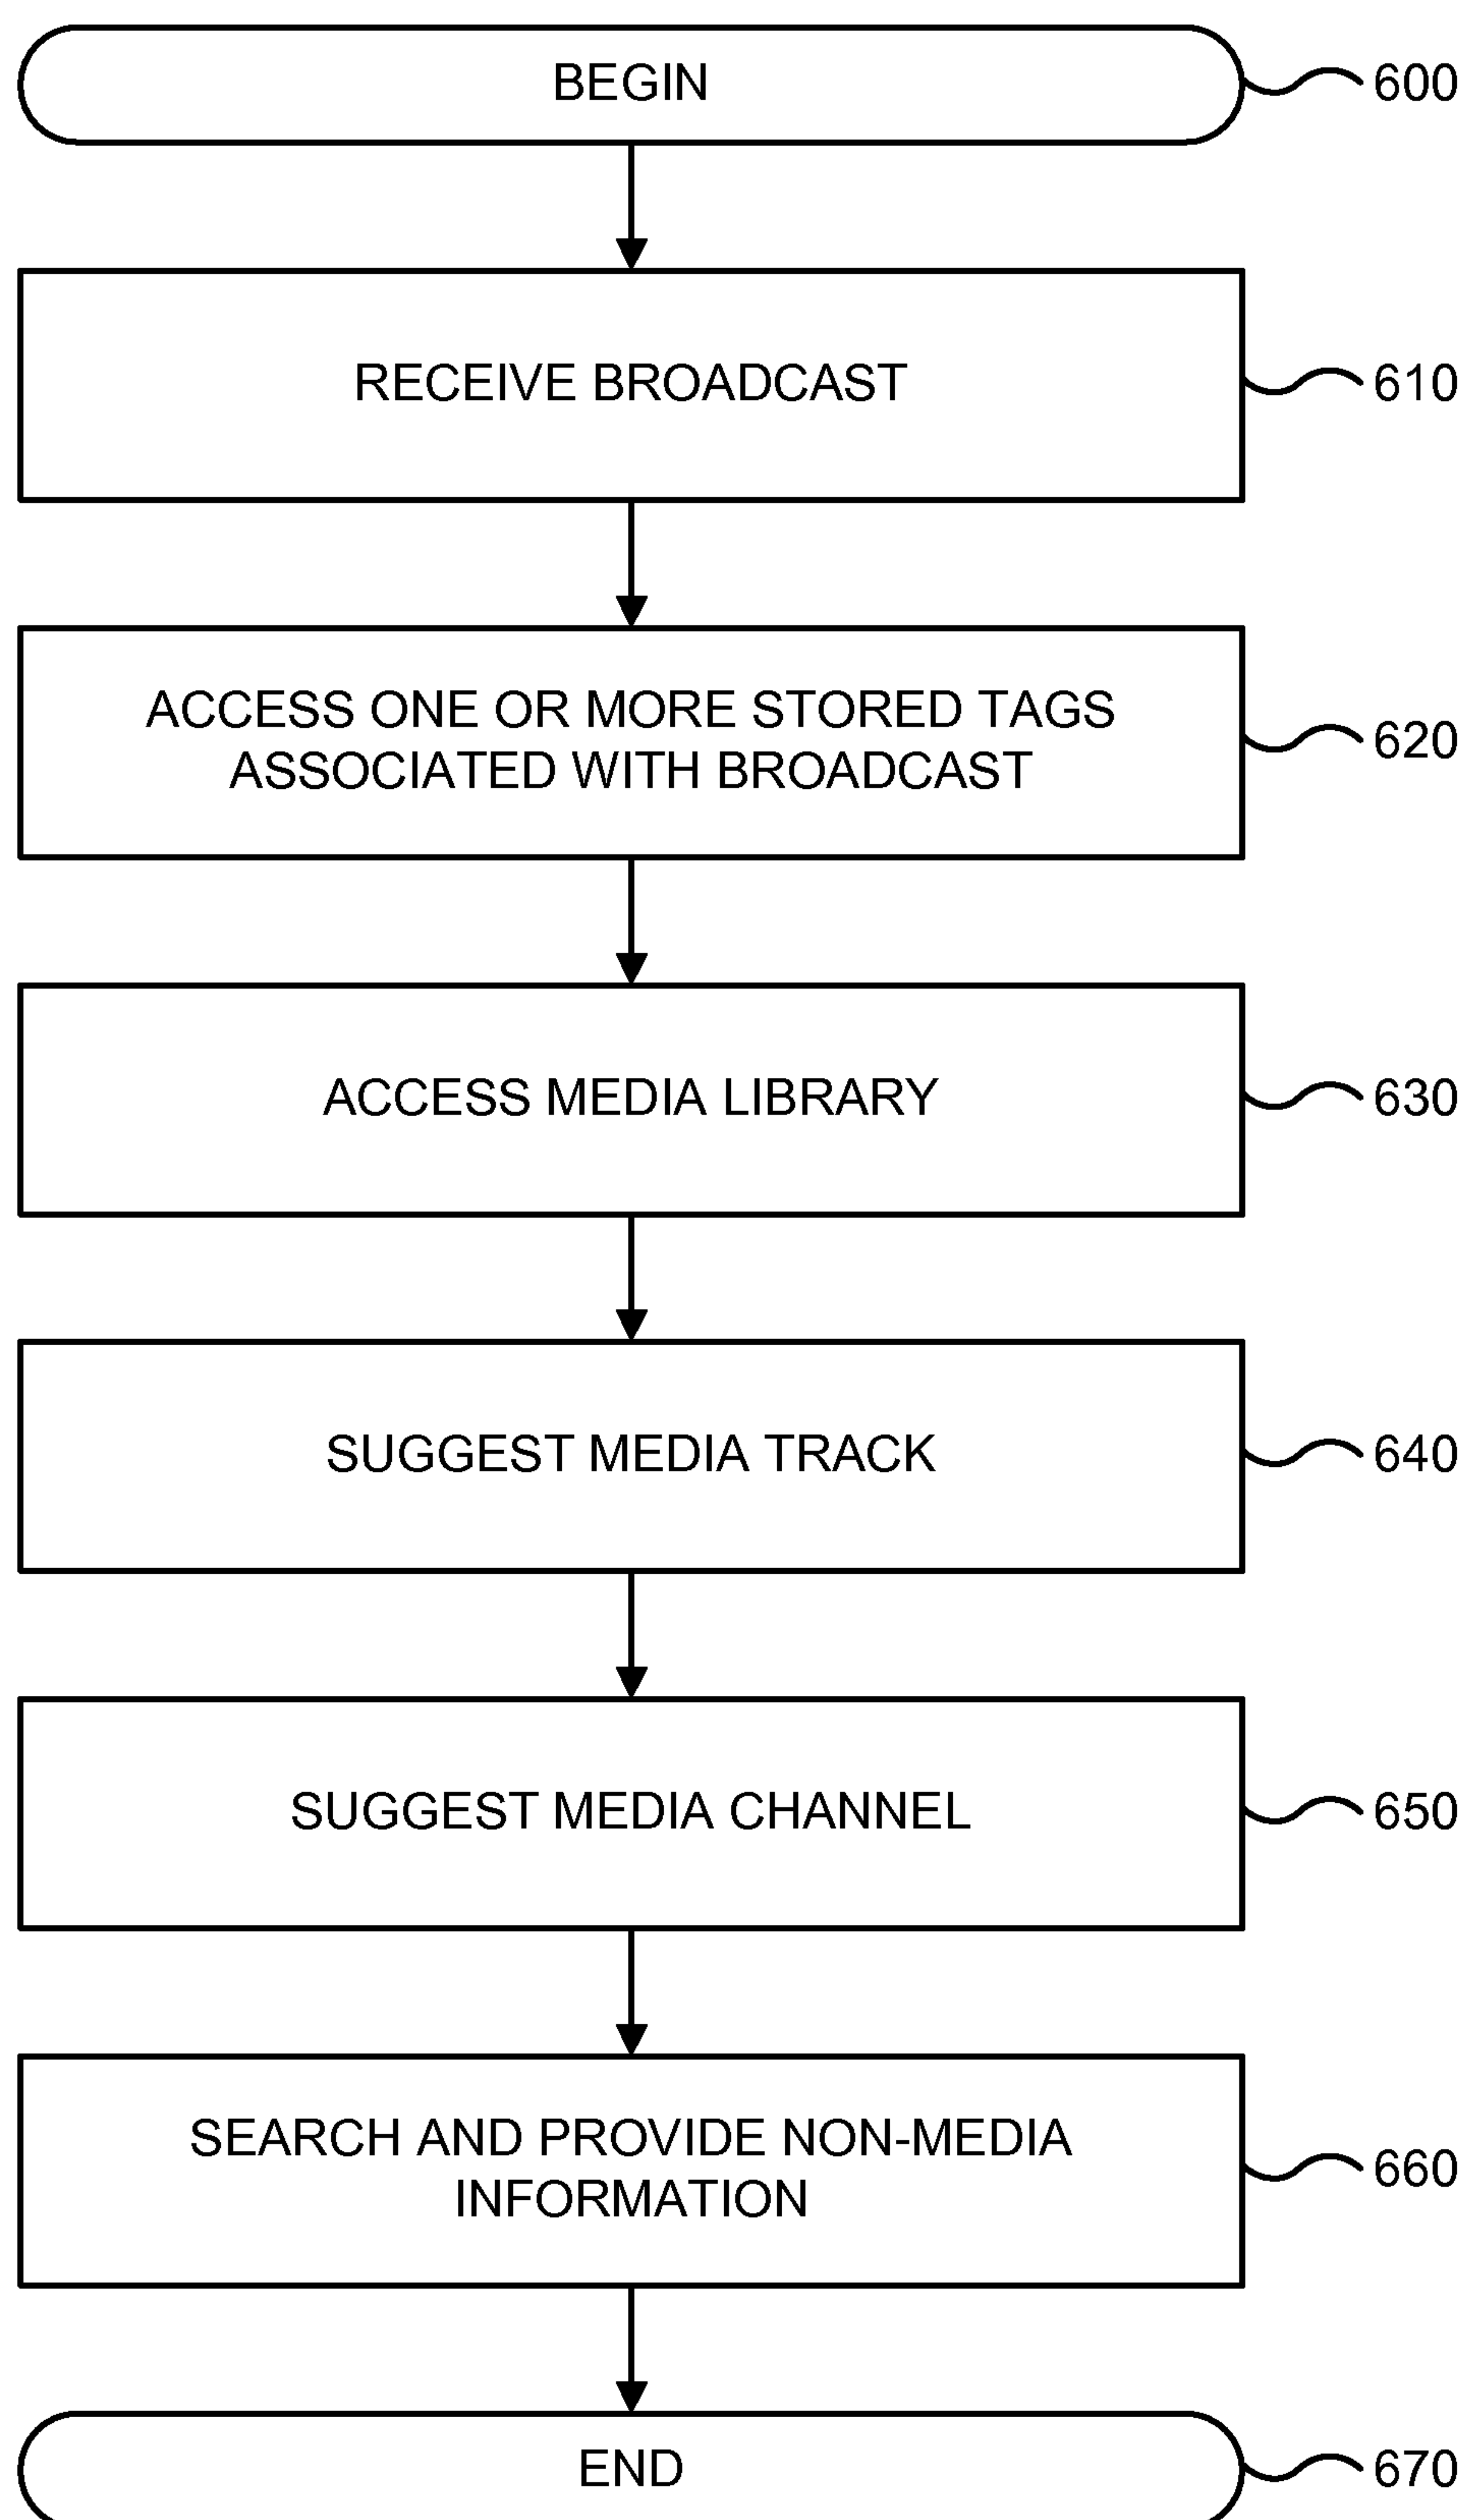 BEGIN
600
RECEIVE BROADCAST
610
ACCESS ONE OR MORE STORED TAGS
ASSOCIATED WITH BROADCAST
620
ACCESS MEDIA LIBRARY
630
SUGGEST MEDIA TRACK
640
SUGGEST MEDIA CHANNEL
650
SEARCH AND PROVIDE NON-MEDIA
INFORMATION
660
END
670